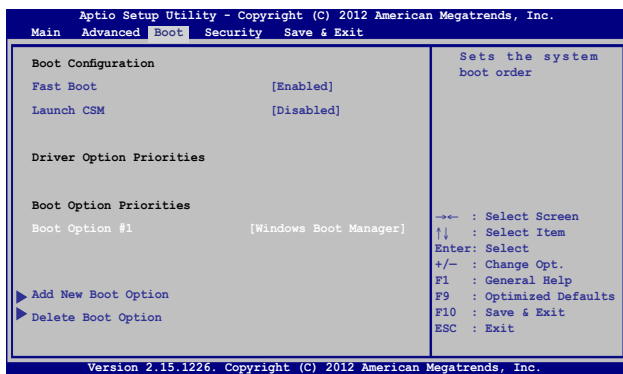 Aptio Setup Utility - Copyright (C) 2012 American Megatrends, Inc.
Main Advanced Boot Security Save & Exit
Boot Configuration
Fast Boot [Enabled]
Launch CSM [Disabled]
Driver Option Priorities
Boot Option Priorities
Boot Option #1 [Windows Boot Manager]
Add New Boot Option
Delete Boot Option
Sets the system
boot order
→← : Select Screen
↑↓ : Select Item
Enter: Select
+/— : Change Opt.
F1 : General Help
F9 : Optimized Defaults
F10 : Save & Exit
ESC : Exit
Version 2.15.1226. Copyright (C) 2012 American Megatrends, Inc.